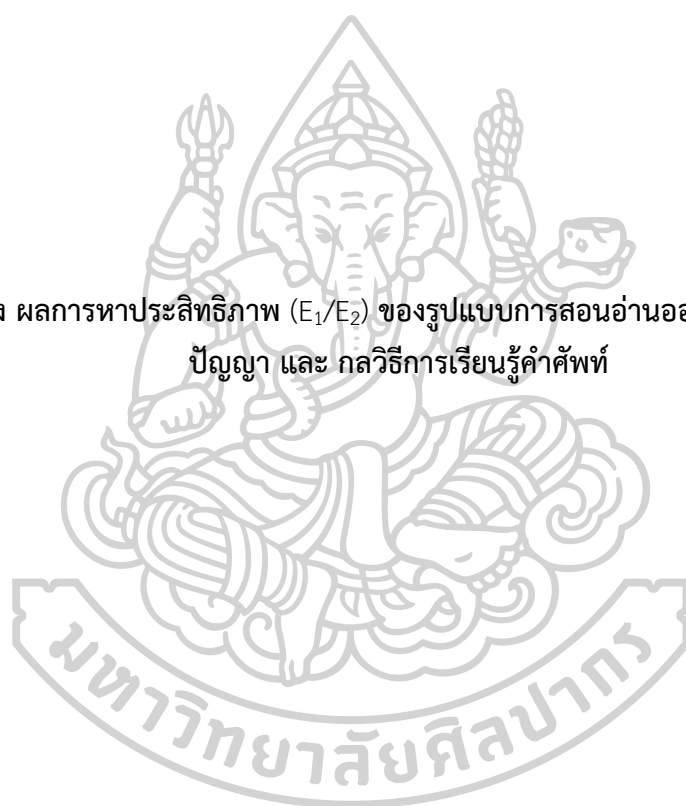 ง ผลการหาประสิทธิภาพ (E₁/E₂) ของรูปแบบการสอนอ่านออ
ปัญญา และ กลวิธีการเรียนรู้คำศัพท์
มหาวิทยาลัยศิลปากร